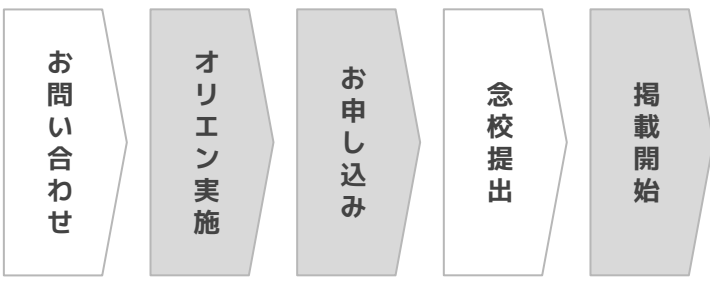 お問い合わせ
オリエン実施
お申し込み
念校提出
掲載開始